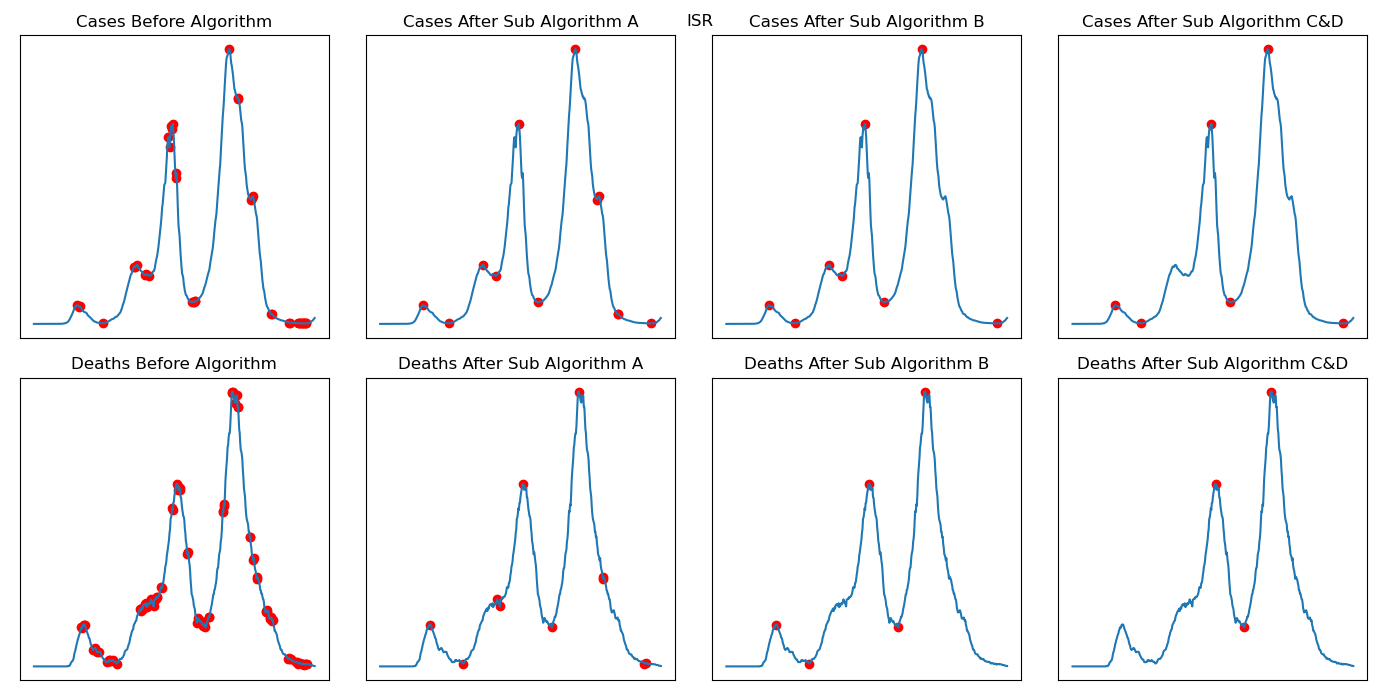 ISR
Cases Before Algorithm
Cases After Sub Algorithm A
Cases After Sub Algorithm B
Cases After Sub Algorithm C&D
Deaths Before Algorithm
Deaths After Sub Algorithm A
Deaths After Sub Algorithm B
Deaths After Sub Algorithm C&D